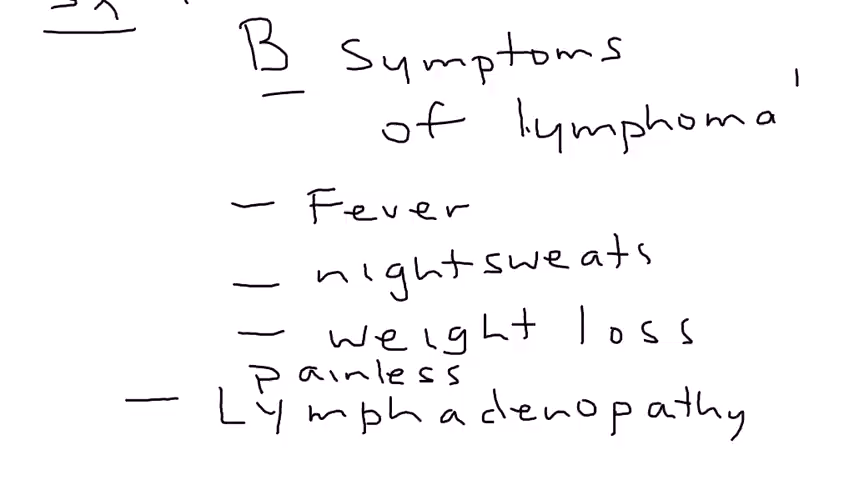 B Symptoms
of lymphoma
- Fever
- nightsweats
- weight loss
Painless
- Lymphadenopathy